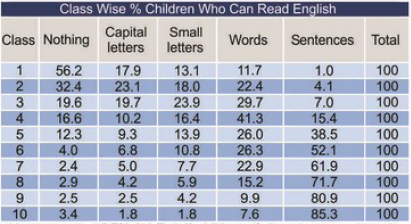 Class Wise % Children Who Can Read English
Class Nothing Capital letters Small letters Words Sentences Total
1 56.2 17.9 13.1 11.7 1.0 100
2 32.4 23.1 18.0 22.4 4.1 100
3 19.6 19.7 23.9 29.7 7.0 100
4 16.6 10.2 16.4 41.3 15.4 100
5 12.3 9.3 13.9 26.0 38.5 100
6 4.0 6.8 10.8 26.3 52.1 100
7 2.4 5.0 7.7 22.9 61.9 100
8 2.9 4.2 5.9 15.2 71.7 100
9 2.5 2.5 4.2 9.9 80.9 100
10 3.4 1.8 1.8 7.6 85.3 100